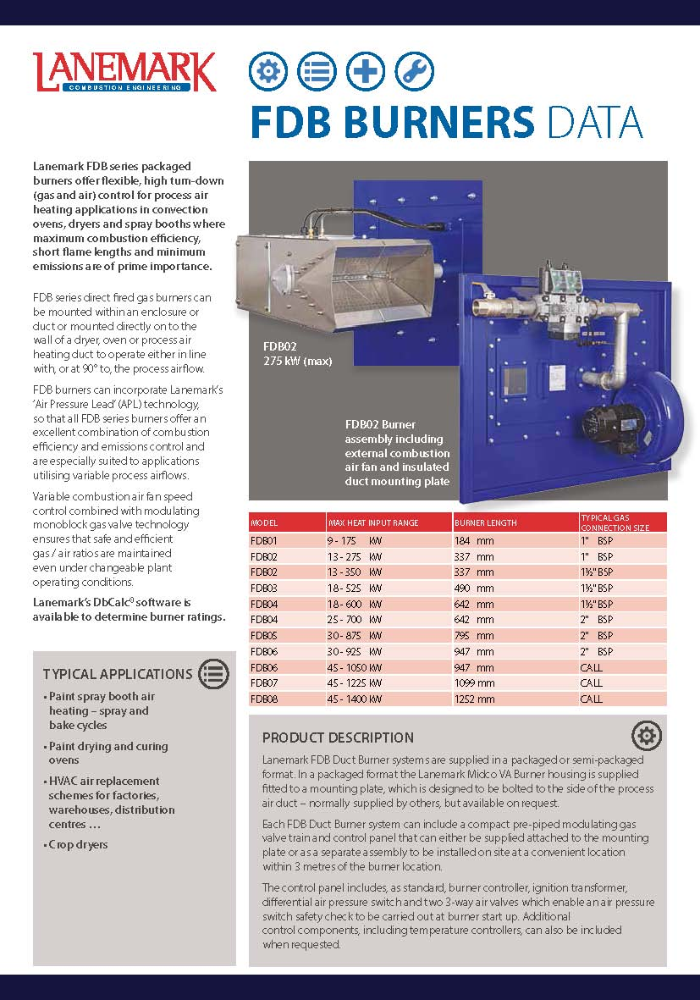 LANEMARK
COMBUSTION ENGINEERING
FDB BURNERS DATA
Lanemark FDB series packaged
burners offer flexible, high turn-down
(gas and air) control for process air
heating applications in convection
ovens, dryers and spray booths where
maximum combustion efficiency,
short flame lengths and minimum
emissions are of prime importance.
FDB series direct fired gas burners can
be mounted within an enclosure or
duct or mounted directly on to the
wall of a dryer, oven or process air
heating duct to operate either in line
with, or at 90° to, the process airflow.
FDB burners can incorporate Lanemark's
'Air Pressure Lead' (APL) technology,
so that all FDB series burners offer an
excellent combination of combustion
efficiency and emissions control and
are especially suited to applications
utilising variable process airflows.
Variable combustion air fan speed
control combined with modulating
monoblock gas valve technology
ensures that safe and efficient
gas / air ratios are maintained
even under changeable plant
operating conditions.
Lanemark's DbCalc® software is
available to determine burner ratings.
TYPICAL APPLICATIONS
• Paint spray booth air
heating – spray and
bake cycles
• Paint drying and curing
ovens
• HVAC air replacement
schemes for factories,
warehouses, distribution
centres …
• Crop dryers
FDB02
275 kW (max)
FDB02 Burner
assembly including
external combustion
air fan and insulated
duct mounting plate
MODEL MAX HEAT INPUT RANGE BURNER LENGTH TYPICAL GAS
CONNECTION SIZE
FDB01 9 - 175 kW 184 mm 1" BSP
FDB02 13 - 275 kW 337 mm 1" BSP
FDB02 13 - 350 kW 337 mm 1½" BSP
FDB03 18 - 525 kW 490 mm 1½" BSP
FDB04 18 - 600 kW 642 mm 1½" BSP
FDB04 25 - 700 kW 642 mm 2" BSP
FDB05 30 - 875 kW 795 mm 2" BSP
FDB06 30 - 925 kW 947 mm 2" BSP
FDB06 45 - 1050 kW 947 mm CALL
FDB07 45 - 1225 kW 1099 mm CALL
FDB08 45 - 1400 kW 1252 mm CALL
PRODUCT DESCRIPTION
Lanemark FDB Duct Burner systems are supplied in a packaged or semi-packaged
format. In a packaged format the Lanemark Midco VA Burner housing is supplied
fitted to a mounting plate, which is designed to be bolted to the side of the process
air duct – normally supplied by others, but available on request.
Each FDB Duct Burner system can include a compact pre-piped modulating gas
valve train and control panel that can either be supplied attached to the mounting
plate or as a separate assembly to be installed on site at a convenient location
within 3 metres of the burner location.
The control panel includes, as standard, burner controller, ignition transformer,
differential air pressure switch and two 3-way air valves which enable an air pressure
switch safety check to be carried out at burner start up. Additional
control components, including temperature controllers, can also be included
when requested.